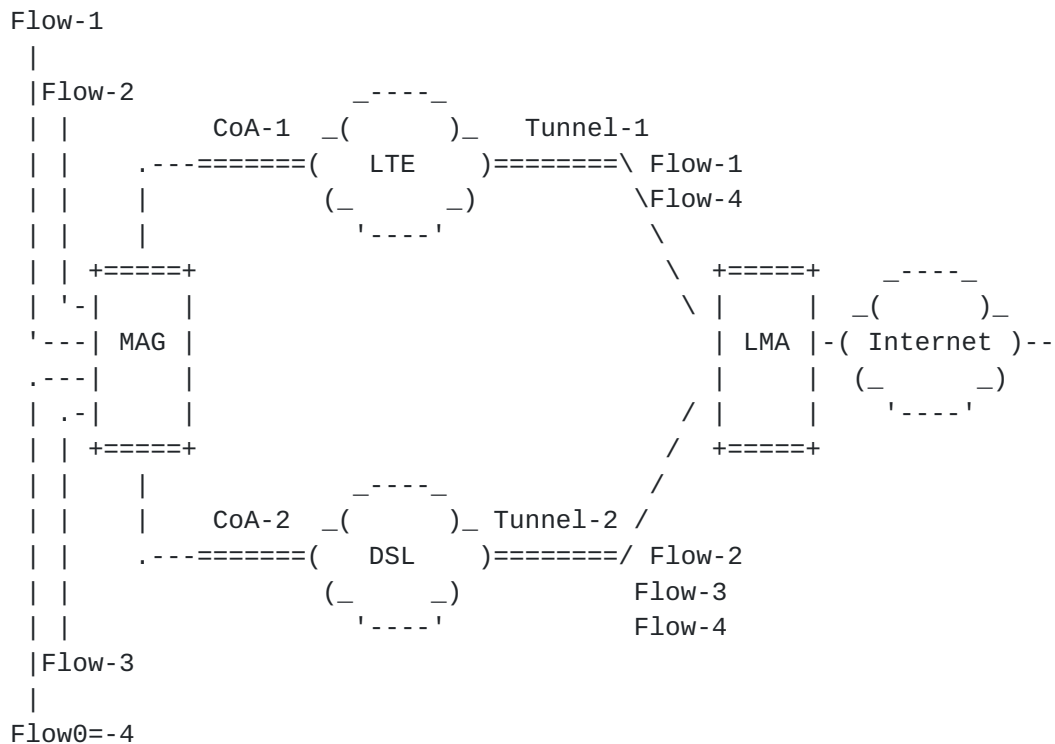 Flow-1
|
|Flow-2              _----_
| |        CoA-1  _(      )_   Tunnel-1
| |    .---=======(   LTE    )========\ Flow-1
| |    |           (_      _)          \Flow-4
| |    |             '----'             \
| | +=====+                              \  +=====+    _----_
| '-|     |                               \ |     |  _(      )_
'---| MAG |                                 | LMA |-( Internet )--
.---|     |                                 |     |  (_      _)
| .-|     |                               / |     |    '----'
| | +=====+                              /  +=====+
| |    |             _----_             /
| |    |   CoA-2  _(      )_ Tunnel-2 /
| |    .---=======(   DSL    )========/ Flow-2
| |                (_      _)          Flow-3
| |                  '----'            Flow-4
|Flow-3
|
Flow0=-4